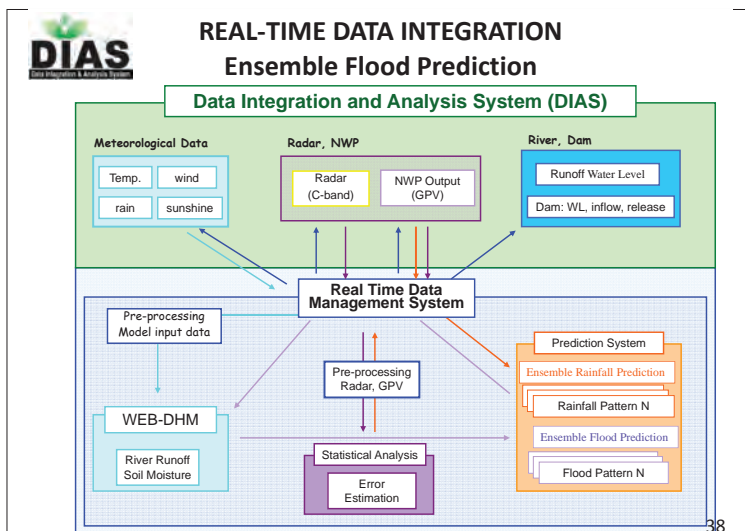 DIAS
Data Integration & Analysis System
REAL-TIME DATA INTEGRATION
Ensemble Flood Prediction
Data Integration and Analysis System (DIAS)
Meteorological Data
Temp.
wind
rain
sunshine
Radar, NWP
Radar
(C-band)
NWP Output
(GPV)
River, Dam
Runoff Water Level
Dam: WL, inflow, release
Real Time Data
Management System
Pre-processing
Model input data
Pre-processing
Radar, GPV
WEB-DHM
River Runoff
Soil Moisture
Statistical Analysis
Error
Estimation
Prediction System
Ensemble Rainfall Prediction
Rainfall Pattern N
Ensemble Flood Prediction
Flood Pattern N
38